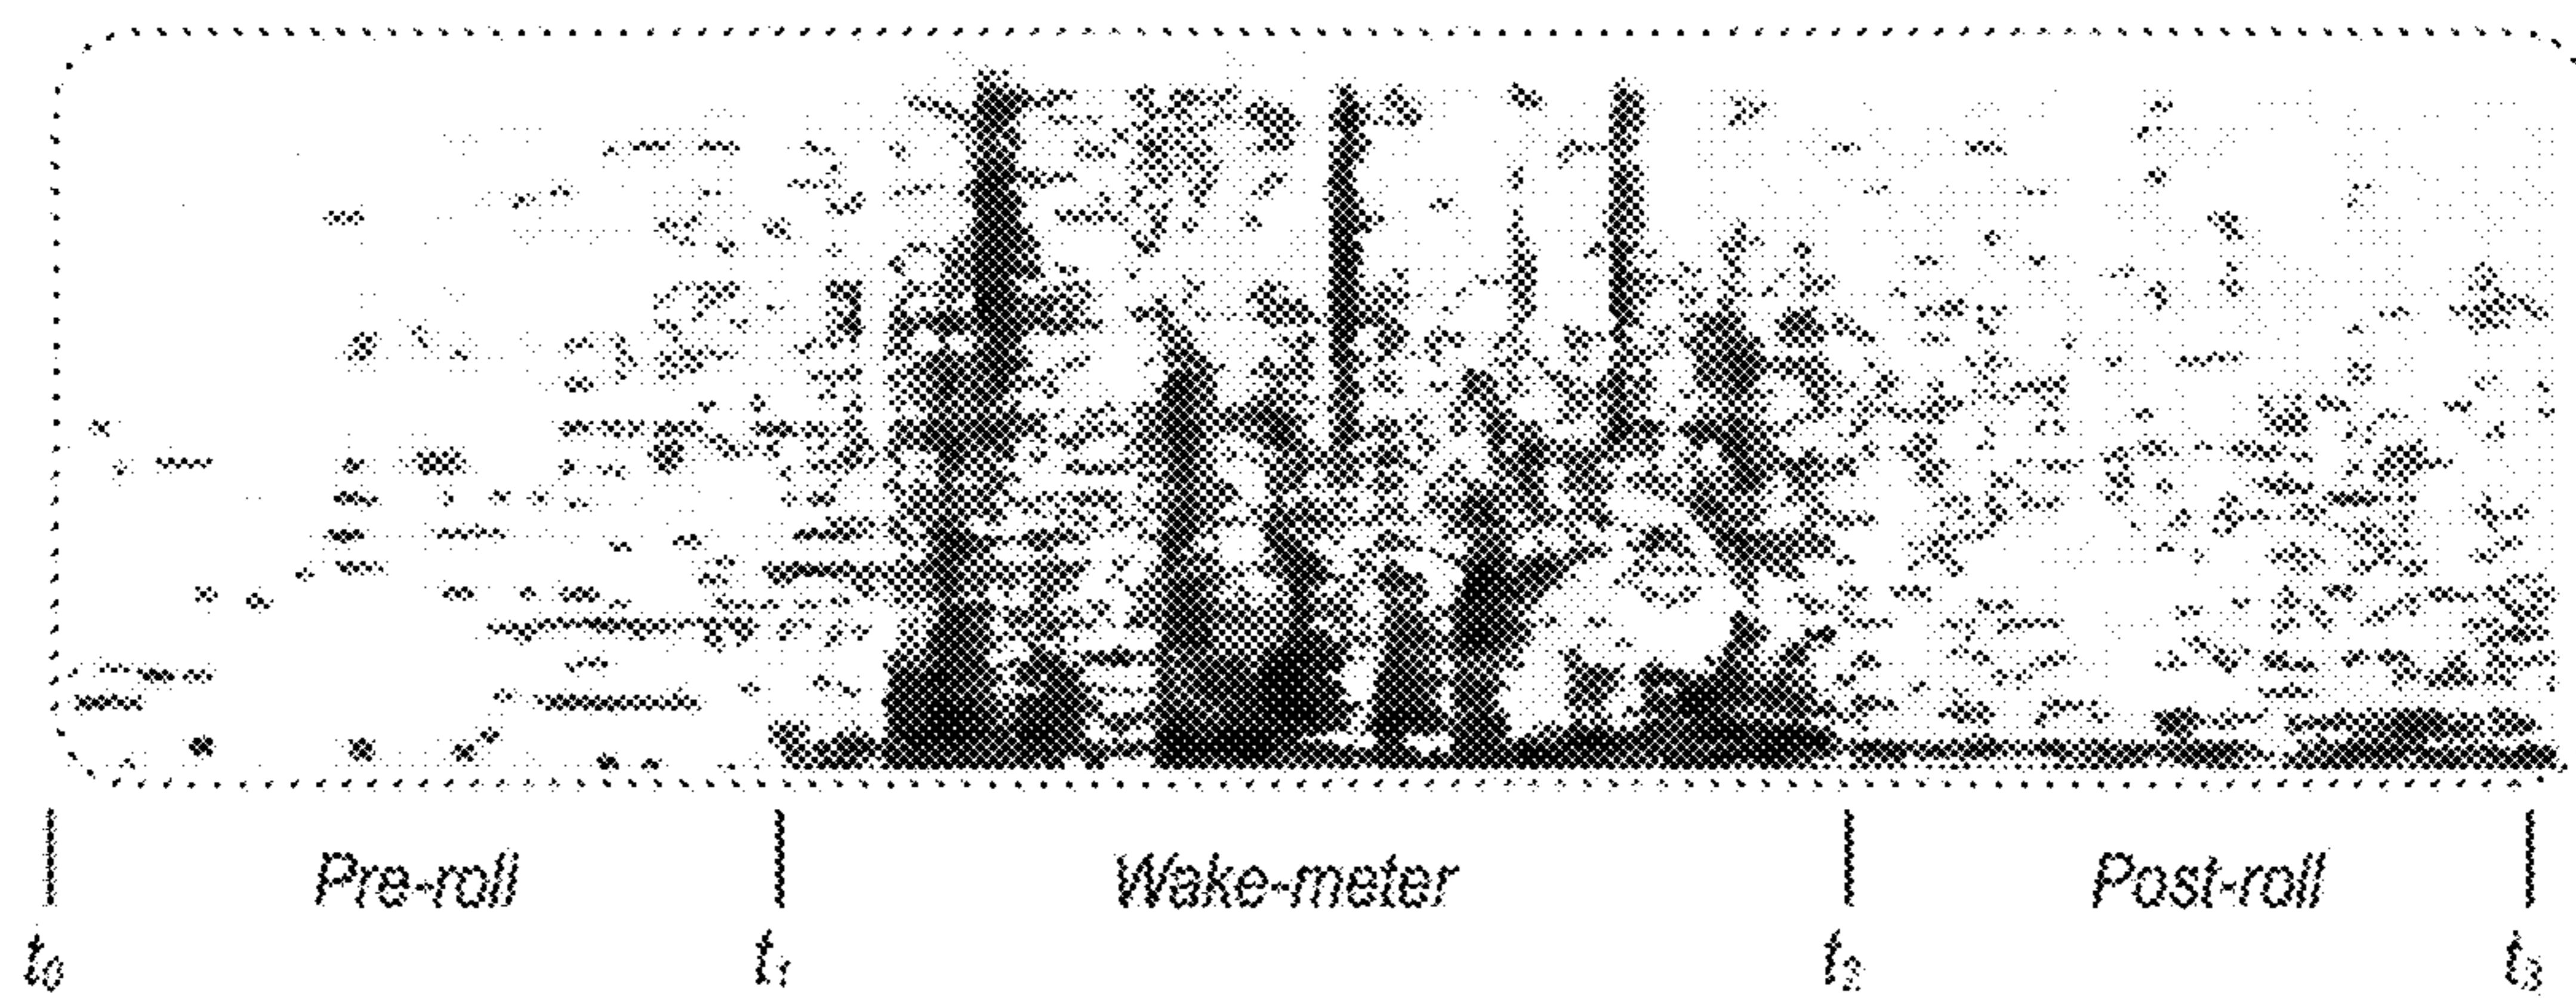 Pre-roll Wake-meter Post-roll
t₀ t₁ t₂ t₃